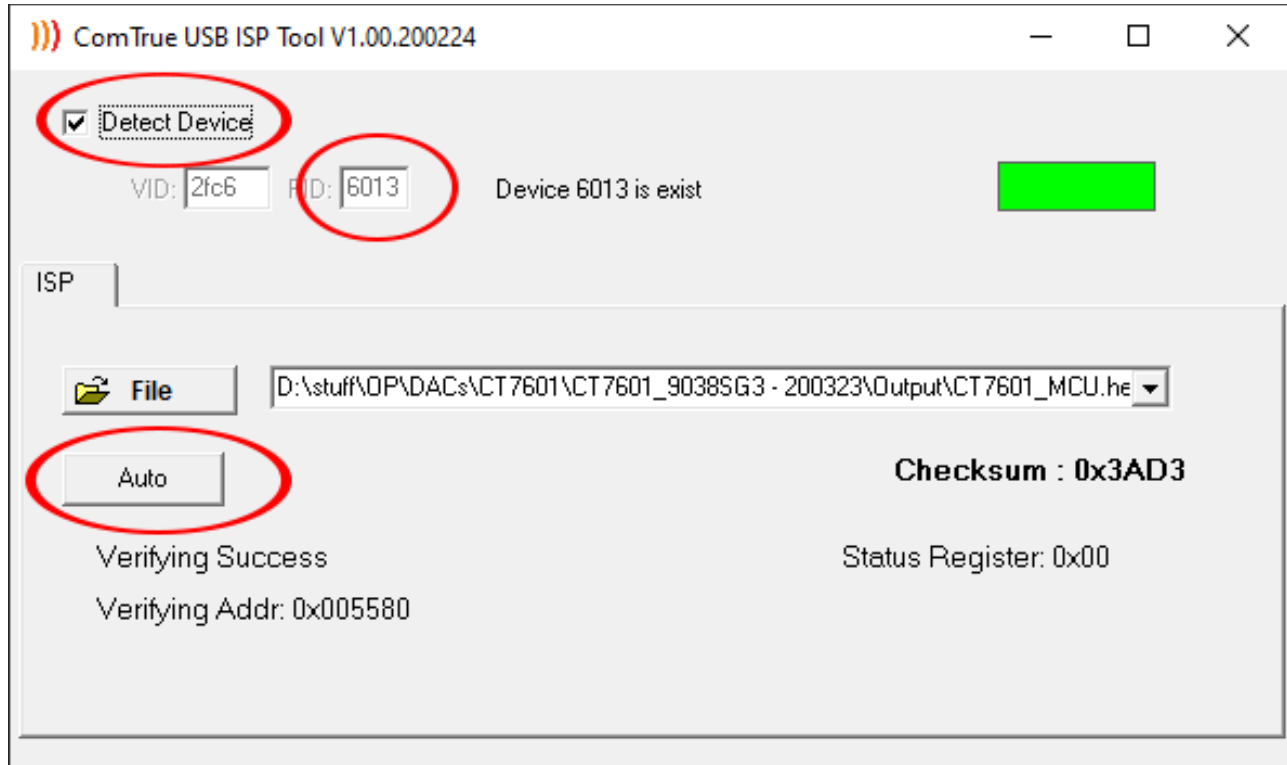 ComTrue USB ISP Tool V1.00.200224
Detect Device
VID: 2fc6 PID: 6013 Device 6013 is exist
ISP
File D:\stuff\OP\DACs\CT7601\CT7601_9038SG3 - 200323\Output\CT7601_MCU.he
Auto Checksum : 0x3AD3
Verifying Success Status Register: 0x00
Verifying Addr: 0x005580